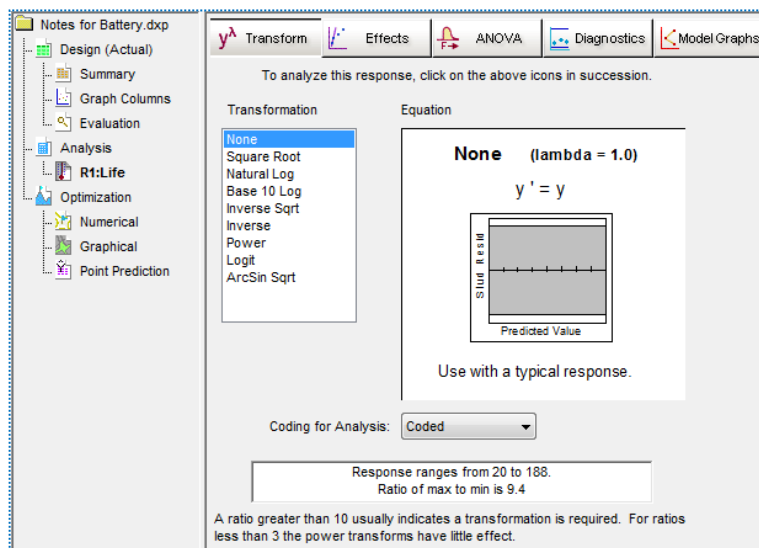 Notes for Battery.dxp
Design (Actual)
Summary
Graph Columns
Evaluation
Analysis
R1:Life
Optimization
Numerical
Graphical
Point Prediction
yλ Transform
Effects
F ANOVA
Diagnostics
Model Graphs
To analyze this response, click on the above icons in succession.
Transformation
None
Square Root
Natural Log
Base 10 Log
Inverse Sqrt
Inverse
Power
Logit
ArcSin Sqrt
Equation
None (lambda = 1.0)
y ' = y
Stud Resid
Predicted Value
Use with a typical response.
Coding for Analysis: Coded
Response ranges from 20 to 188.
Ratio of max to min is 9.4
A ratio greater than 10 usually indicates a transformation is required. For ratios
less than 3 the power transforms have little effect.